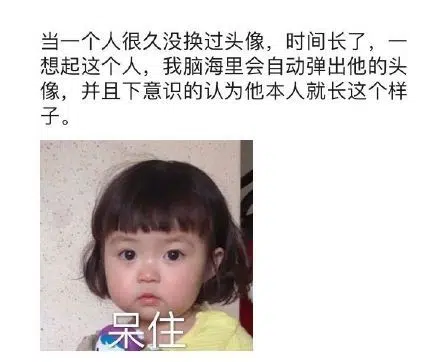 当一个人很久没换过头像，时间长了，一
想起这个人，我脑海里会自动弹出他的头
像，并且下意识的认为他本人就长这个样
子。
呆住